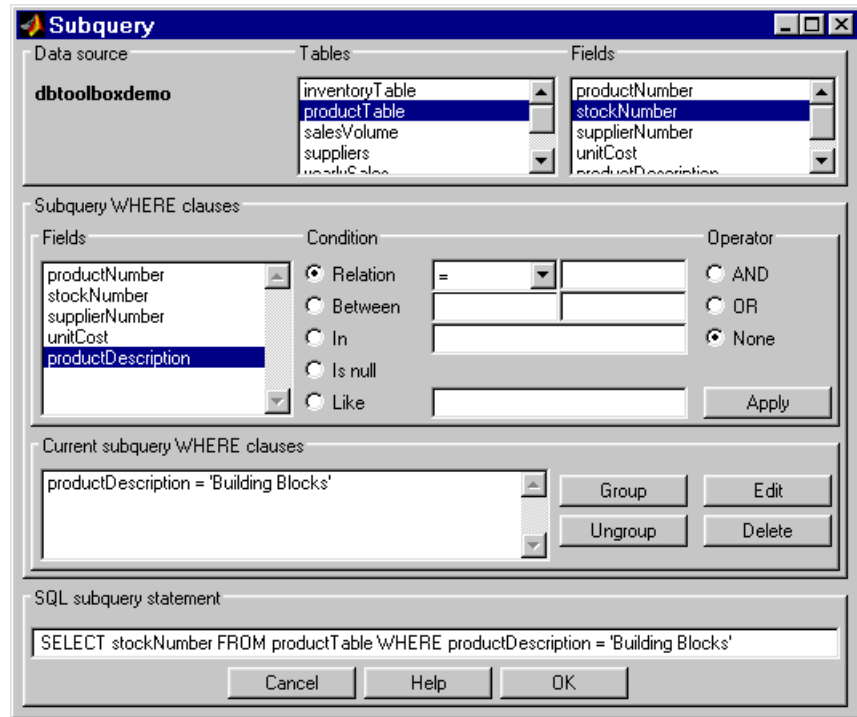 Subquery
Data source
Tables
Fields
dbtoolboxdemo
inventoryTable
productTable
salesVolume
suppliers
yearlySales
productNumber
stockNumber
supplierNumber
unitCost
productDescription
Subquery WHERE clauses
Fields
Condition
Operator
productNumber
stockNumber
supplierNumber
unitCost
productDescription
Relation
=
Between
In
Is null
Like
AND
OR
None
Apply
Current subquery WHERE clauses
productDescription = 'Building Blocks'
Group
Edit
Ungroup
Delete
SQL subquery statement
SELECT stockNumber FROM productTable WHERE productDescription = 'Building Blocks'
Cancel
Help
OK